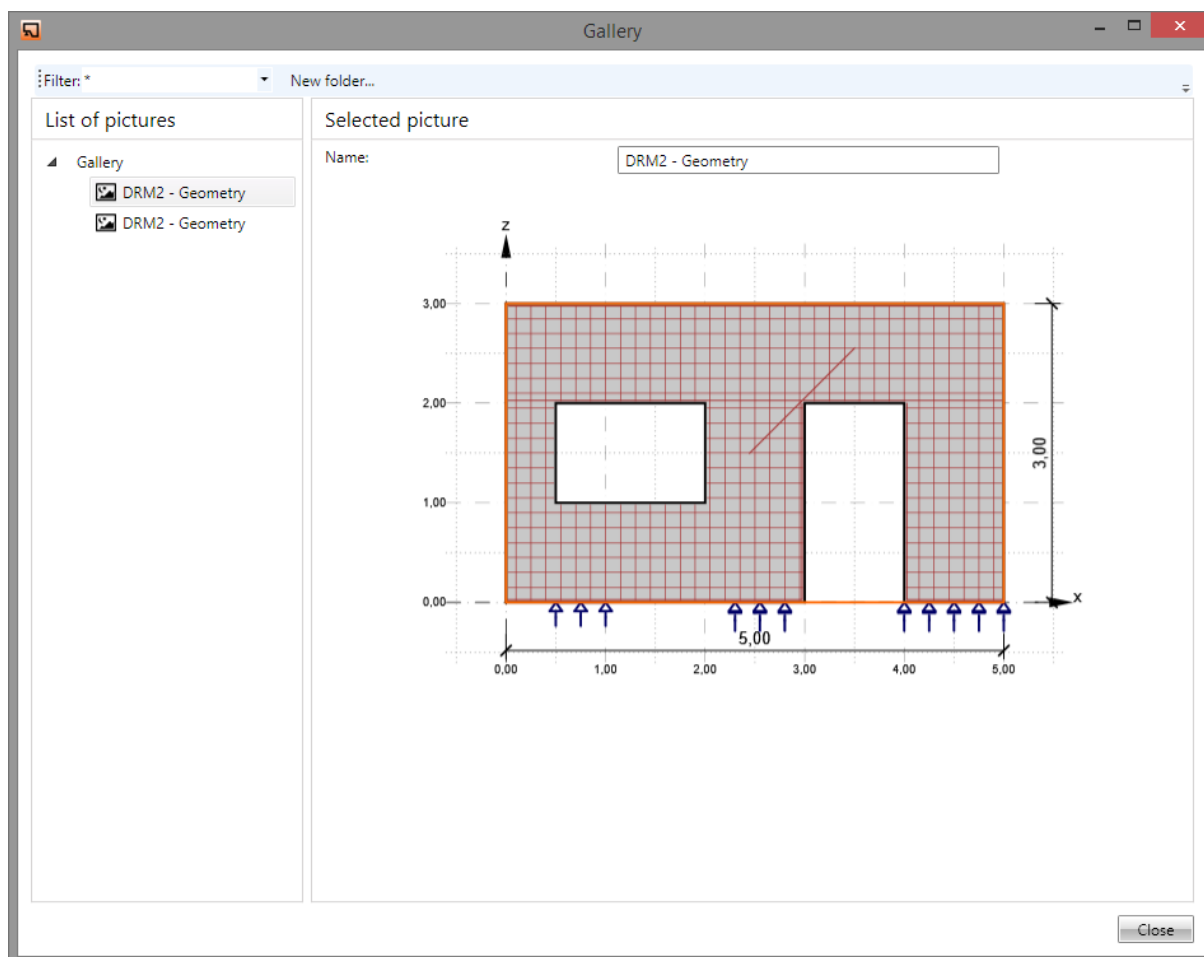 Gallery
Filter: *
New folder...
List of pictures
Selected picture
Gallery
DRM2 - Geometry
DRM2 - Geometry
Name:
DRM2 - Geometry
z
3,00
2,00
1,00
0,00
3,00
x
5,00
0,00 1,00 2,00 3,00 4,00 5,00
Close